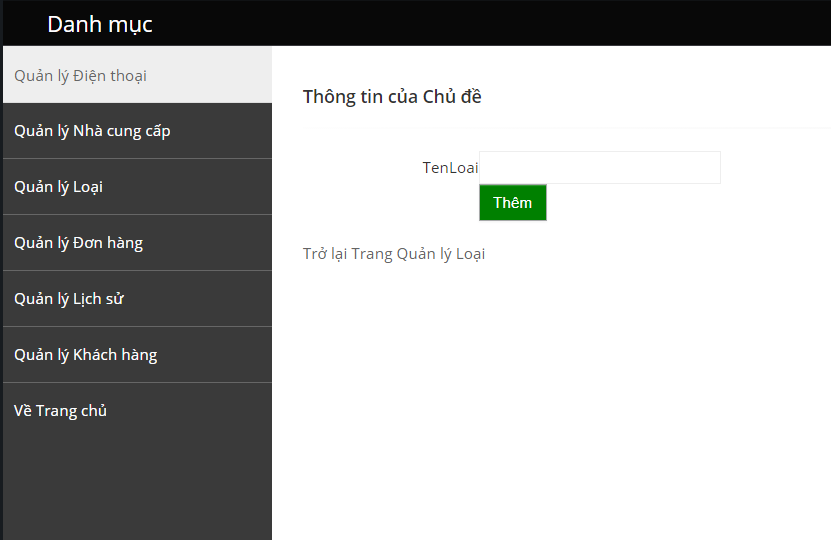 Danh mục
Quản lý Điện thoại
Quản lý Nhà cung cấp
Quản lý Loại
Quản lý Đơn hàng
Quản lý Lịch sử
Quản lý Khách hàng
Về Trang chủ
Thông tin của Chủ đề
TenLoai
Thêm
Trở lại Trang Quản lý Loại